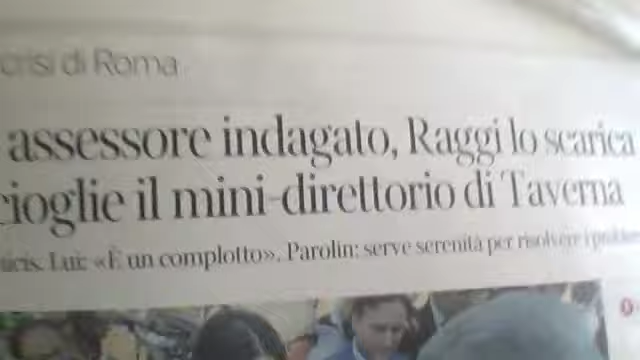 crisi di Roma
assessore indagato, Raggi lo scarica
cioglie il mini-direttorio di Taverna
Lui: «È un complotto». Parolin: serve serenità per risolvere i